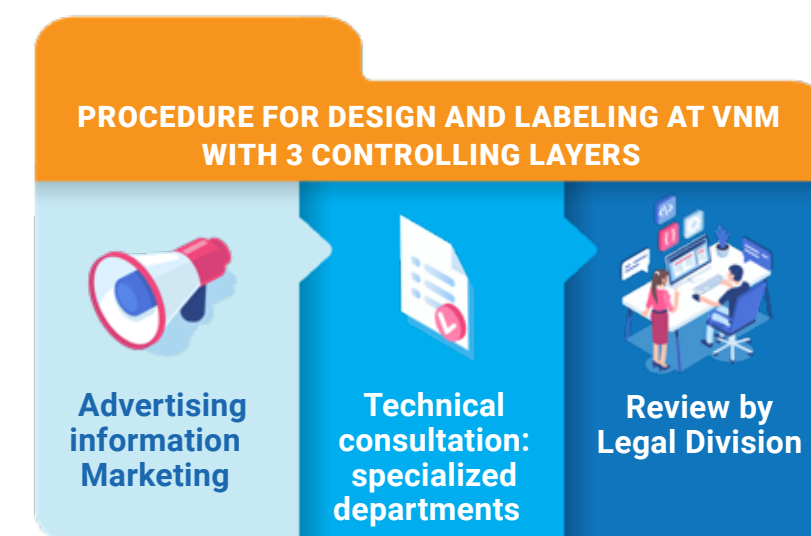 PROCEDURE FOR DESIGN AND LABELING AT VNM
WITH 3 CONTROLLING LAYERS
Advertising
information
Marketing
Technical
consultation:
specialized
departments
Review by
Legal Division